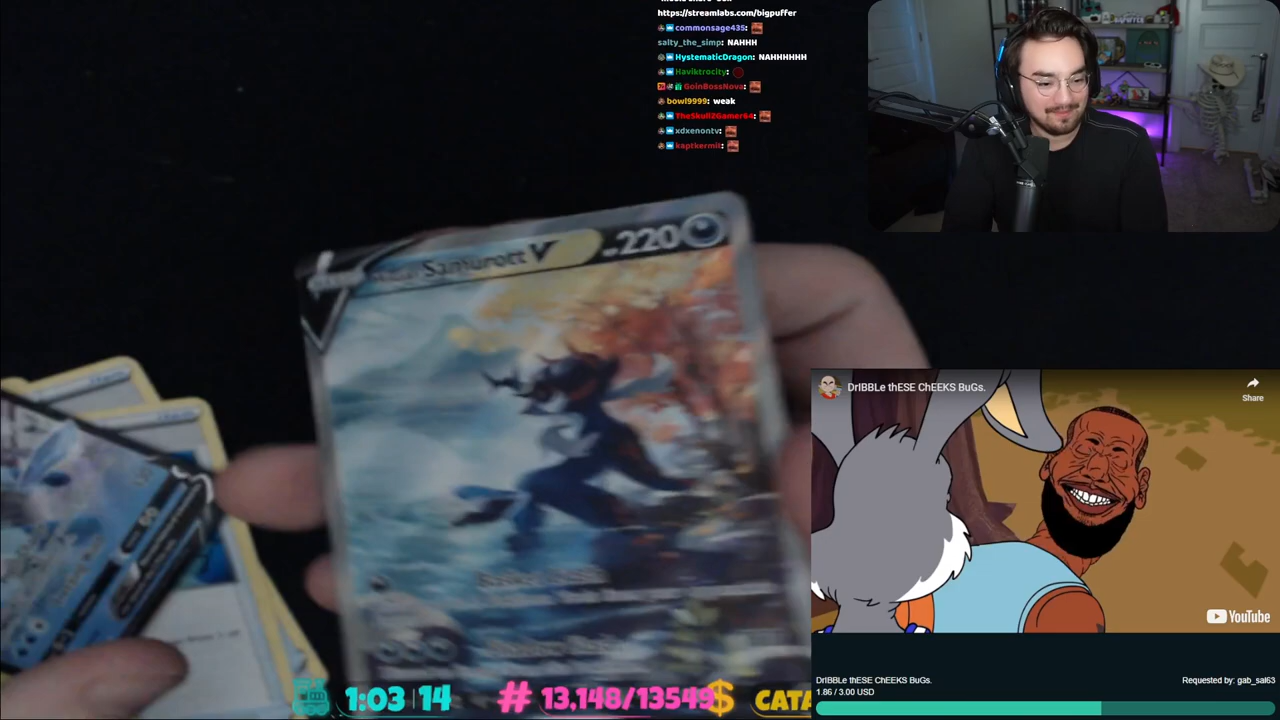 https://streamlabs.com/bigpuffer
commonsage435:
salty_the_simp: NAHHH
HystematicDragon: NAHHHHHH
Haviktrocity:
GoinBossNova:
bowl9999: weak
TheSkullZGamer64:
xdxenontv:
kaptkermit:
Samurott V
220
DrIBBLe thESE ChEEKS BuGs.
Share
YouTube
DrIBBLe thESE ChEEKS BuGs.
Requested by: gab_sal63
1.86 / 3.00 USD
1:03 14
# 13,148/13549
$ CATA